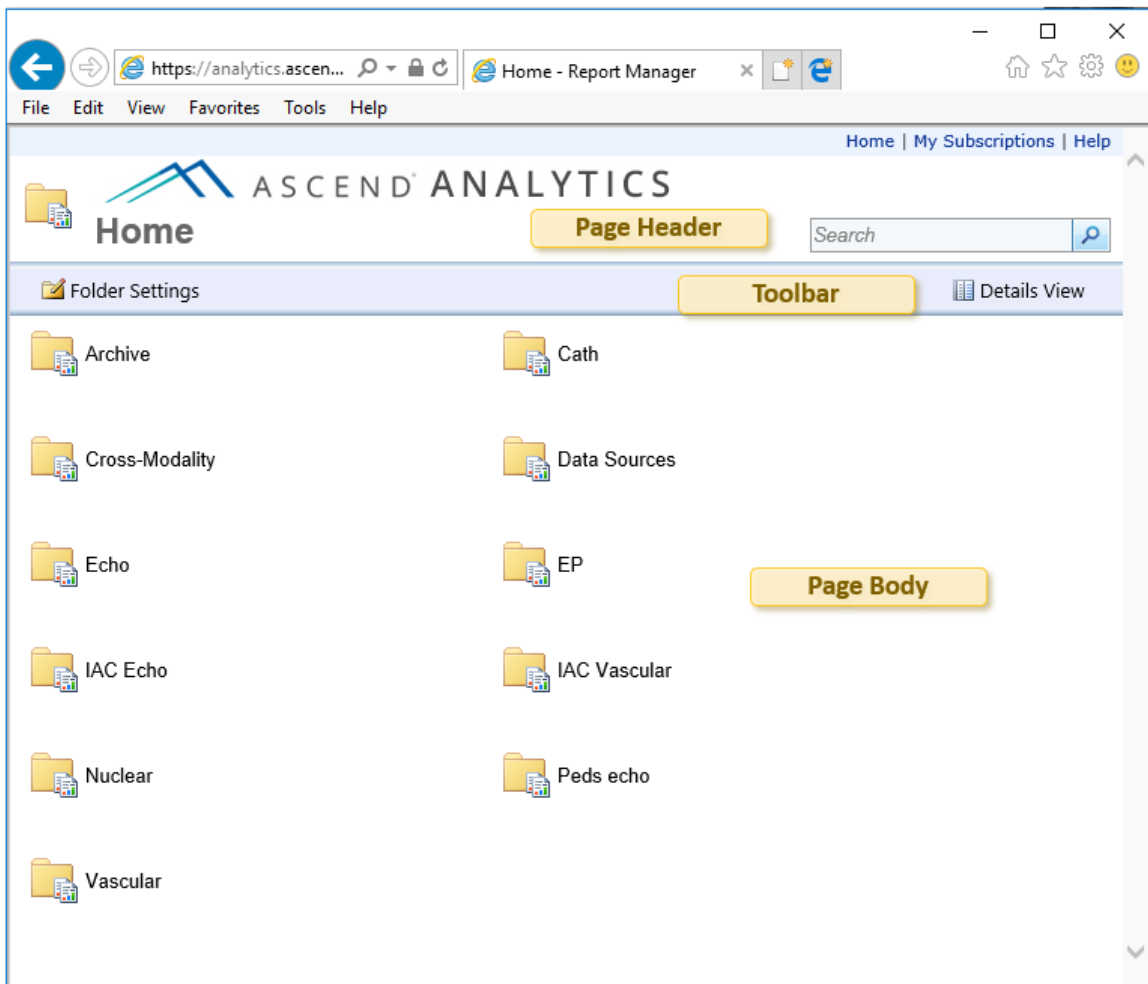 https://analytics.ascen...
Home - Report Manager
File Edit View Favorites Tools Help
Home | My Subscriptions | Help
ASCEND® ANALYTICS
Home
Page Header
Search
Folder Settings
Toolbar
Details View
Archive
Cath
Cross-Modality
Data Sources
Echo
EP
Page Body
IAC Echo
IAC Vascular
Nuclear
Peds echo
Vascular